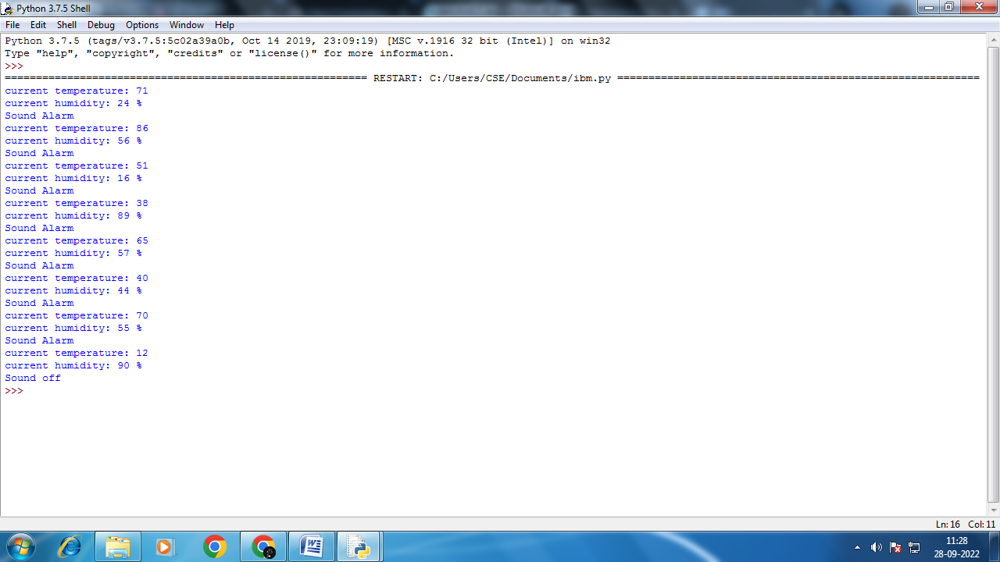 Python 3.7.5 Shell
File Edit Shell Debug Options Window Help
Python 3.7.5 (tags/v3.7.5:5c02a39a0b, Oct 14 2019, 23:09:19) [MSC v.1916 32 bit (Intel)] on win32
Type "help", "copyright", "credits" or "license()" for more information.
>>>
========================================================== RESTART: C:/Users/CSE/Documents/ibm.py ==========================================================
current temperature: 71
current humidity: 24 %
Sound Alarm
current temperature: 86
current humidity: 56 %
Sound Alarm
current temperature: 51
current humidity: 16 %
Sound Alarm
current temperature: 38
current humidity: 89 %
Sound Alarm
current temperature: 65
current humidity: 57 %
Sound Alarm
current temperature: 40
current humidity: 44 %
Sound Alarm
current temperature: 70
current humidity: 55 %
Sound Alarm
current temperature: 12
current humidity: 90 %
Sound off
>>>
Ln: 16 Col: 11
11:28
28-09-2022